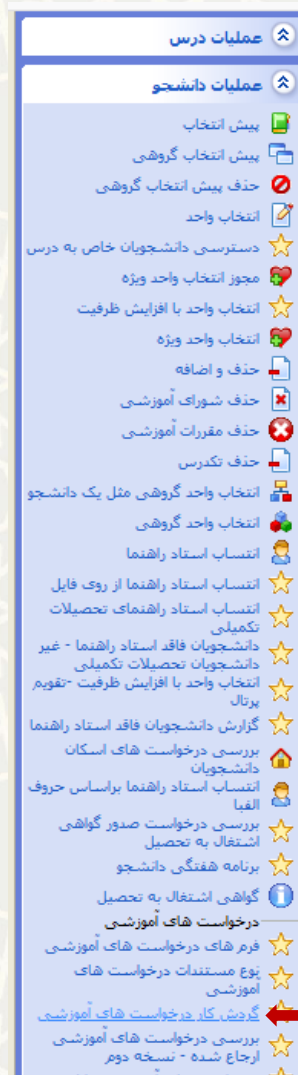 عملیات درس
عملیات دانشجو
پیش انتخاب
پیش انتخاب گروهی
حذف پیش انتخاب گروهی
انتخاب واحد
دسترسی دانشجویان خاص به درس
مجوز انتخاب واحد ویژه
انتخاب واحد با افزایش ظرفیت
انتخاب واحد ویژه
حذف و اضافه
حذف شورای آموزشی
حذف مقررات آموزشی
حذف تکدرس
انتخاب واحد گروهی مثل یک دانشجو
انتخاب واحد گروهی
انتساب استاد راهنما
انتساب استاد راهنما از روی فایل
انتساب استاد راهنمای تحصیلات
تکمیلی
دانشجویان فاقد استاد راهنما - غیر
دانشجویان تحصیلات تکمیلی
انتخاب واحد با افزایش ظرفیت -تقویم
پرتال
گزارش دانشجویان فاقد استاد راهنما
بررسی درخواست های اسکان
دانشجویان
انتساب استاد راهنما براساس حروف
الفبا
بررسی درخواست صدور گواهی
اشتغال به تحصیل
برنامه هفتگی دانشجو
گواهی اشتغال به تحصیل
درخواست های آموزشی
فرم های درخواست های آموزشی
نوع مستندات درخواست های
آموزشی
گردش کار درخواست های آموزشی
بررسی درخواست های آموزشی
ارجاع شده - نسخه دوم